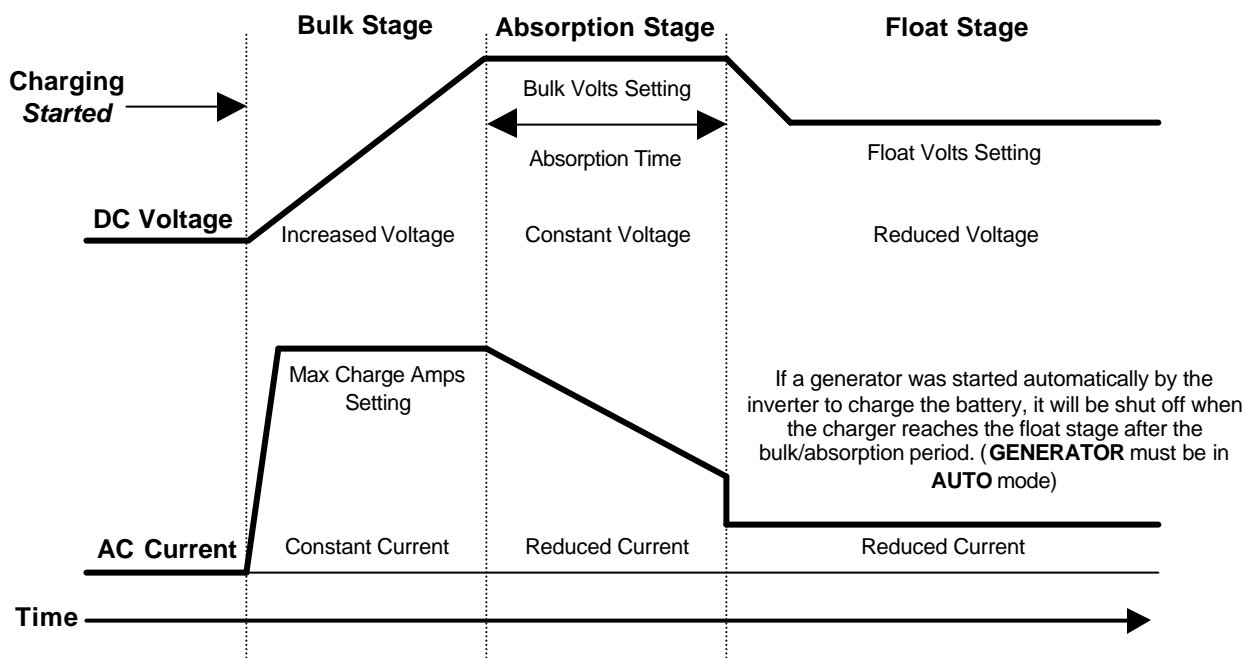 Bulk Stage
Absorption Stage
Float Stage
Charging
Started
Bulk Volts Setting
Absorption Time
Float Volts Setting
DC Voltage
Increased Voltage
Constant Voltage
Reduced Voltage
Max Charge Amps
Setting
If a generator was started automatically by the
inverter to charge the battery, it will be shut off when
the charger reaches the float stage after the
bulk/absorption period. (GENERATOR must be in
AUTO mode)
AC Current
Constant Current
Reduced Current
Reduced Current
Time